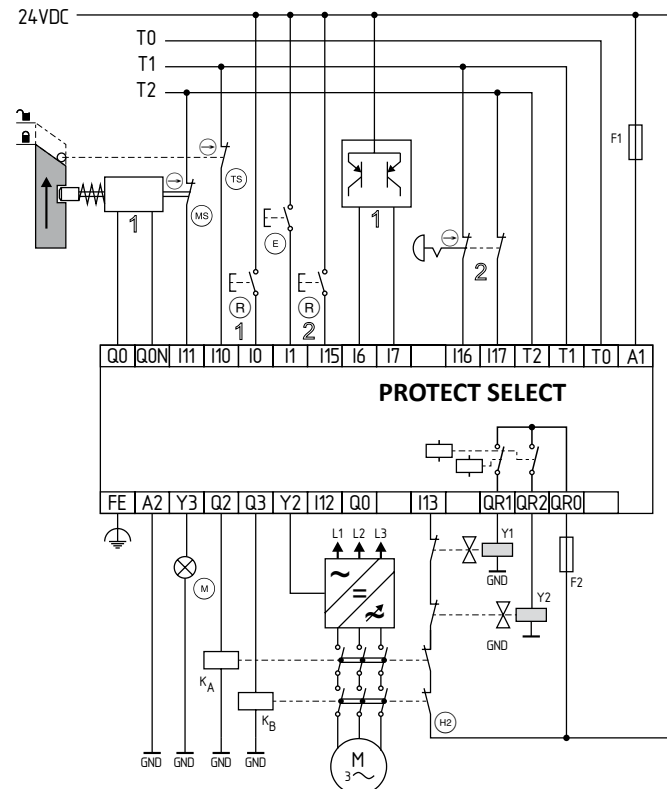 24VDC
T0
T1
T2
F1
TS
MS
1
E
R
1
R
2
1
2
Q0 Q0N I11 I10 I0 I1 I15 I6 I7 I16 I17 T2 T1 T0 A1
PROTECT SELECT
FE A2 Y3 Q2 Q3 Y2 I12 Q0 I13 QR1 QR2 QR0
L1 L2 L3
Y1
GND
F2
M
Y2
GND
KA
KB
H2
GND GND GND GND
M
3